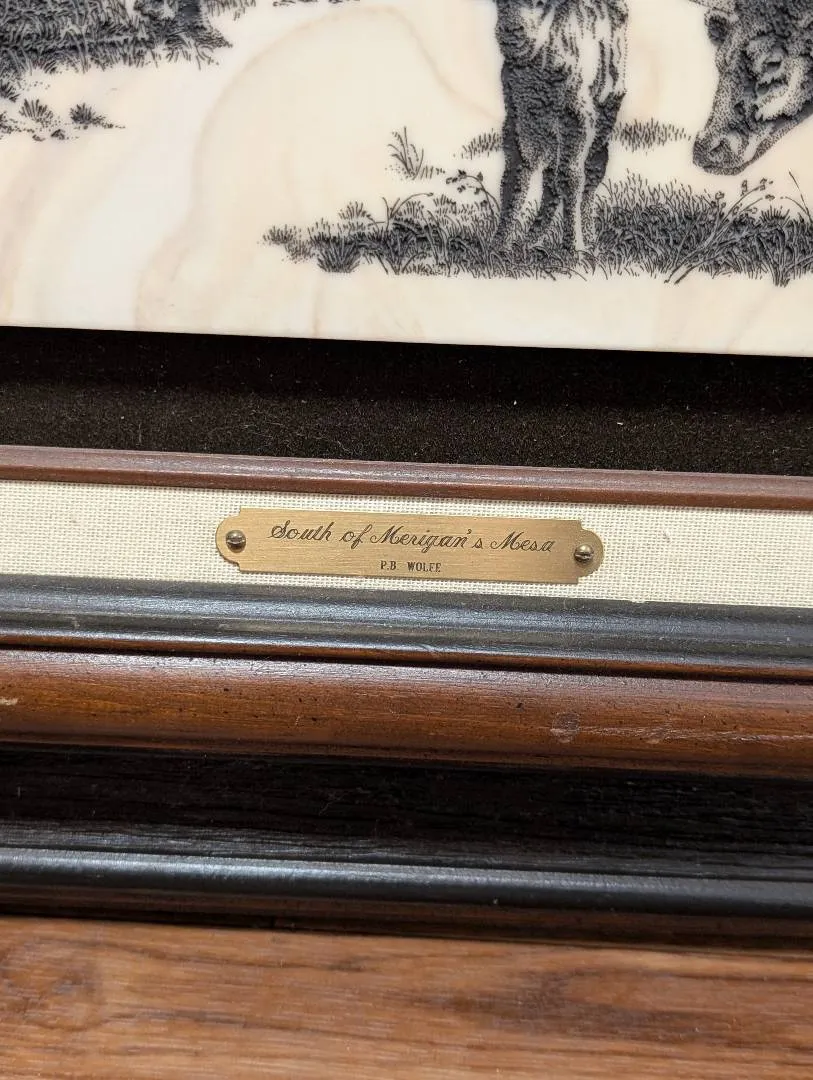 South of Merigan's Mesa
P.B WOLFE